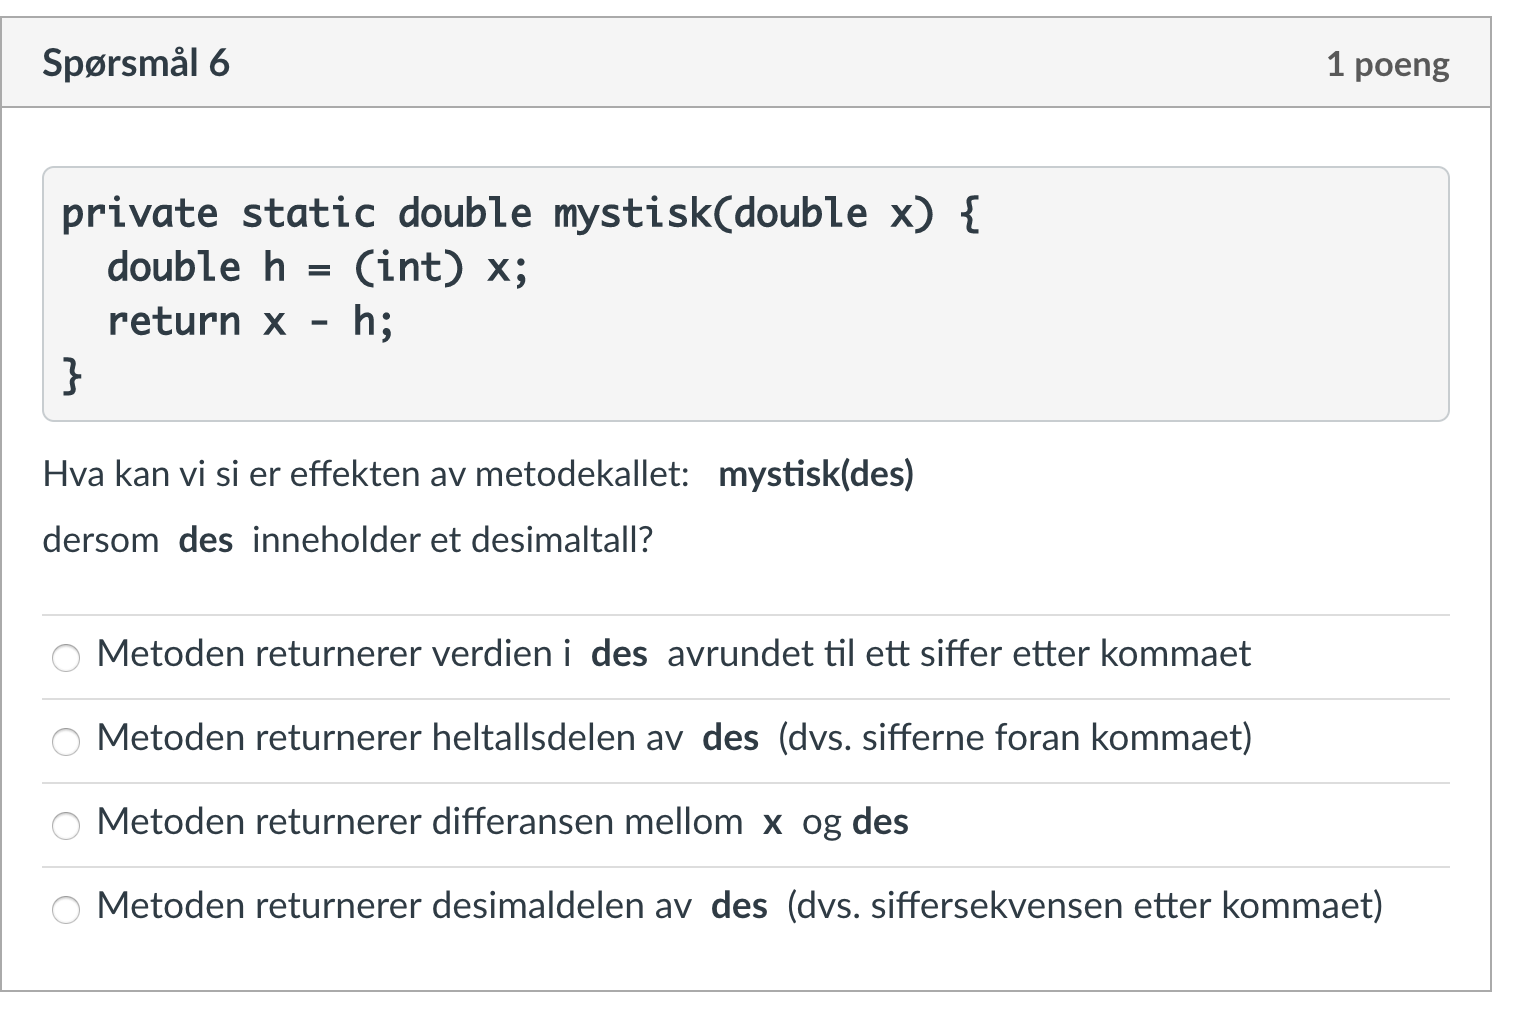 Spørsmål 6
1 poeng
private static double mystisk(double x) {
  double h = (int) x;
  return x - h;
}
Hva kan vi si er effekten av metodekallet: mystisk(des)
dersom des inneholder et desimaltall?
Metoden returnerer verdien i des avrundet til ett siffer etter kommaet
Metoden returnerer heltallsdelen av des (dvs. sifferne foran kommaet)
Metoden returnerer differansen mellom x og des
Metoden returnerer desimaldelen av des (dvs. siffersekvensen etter kommaet)